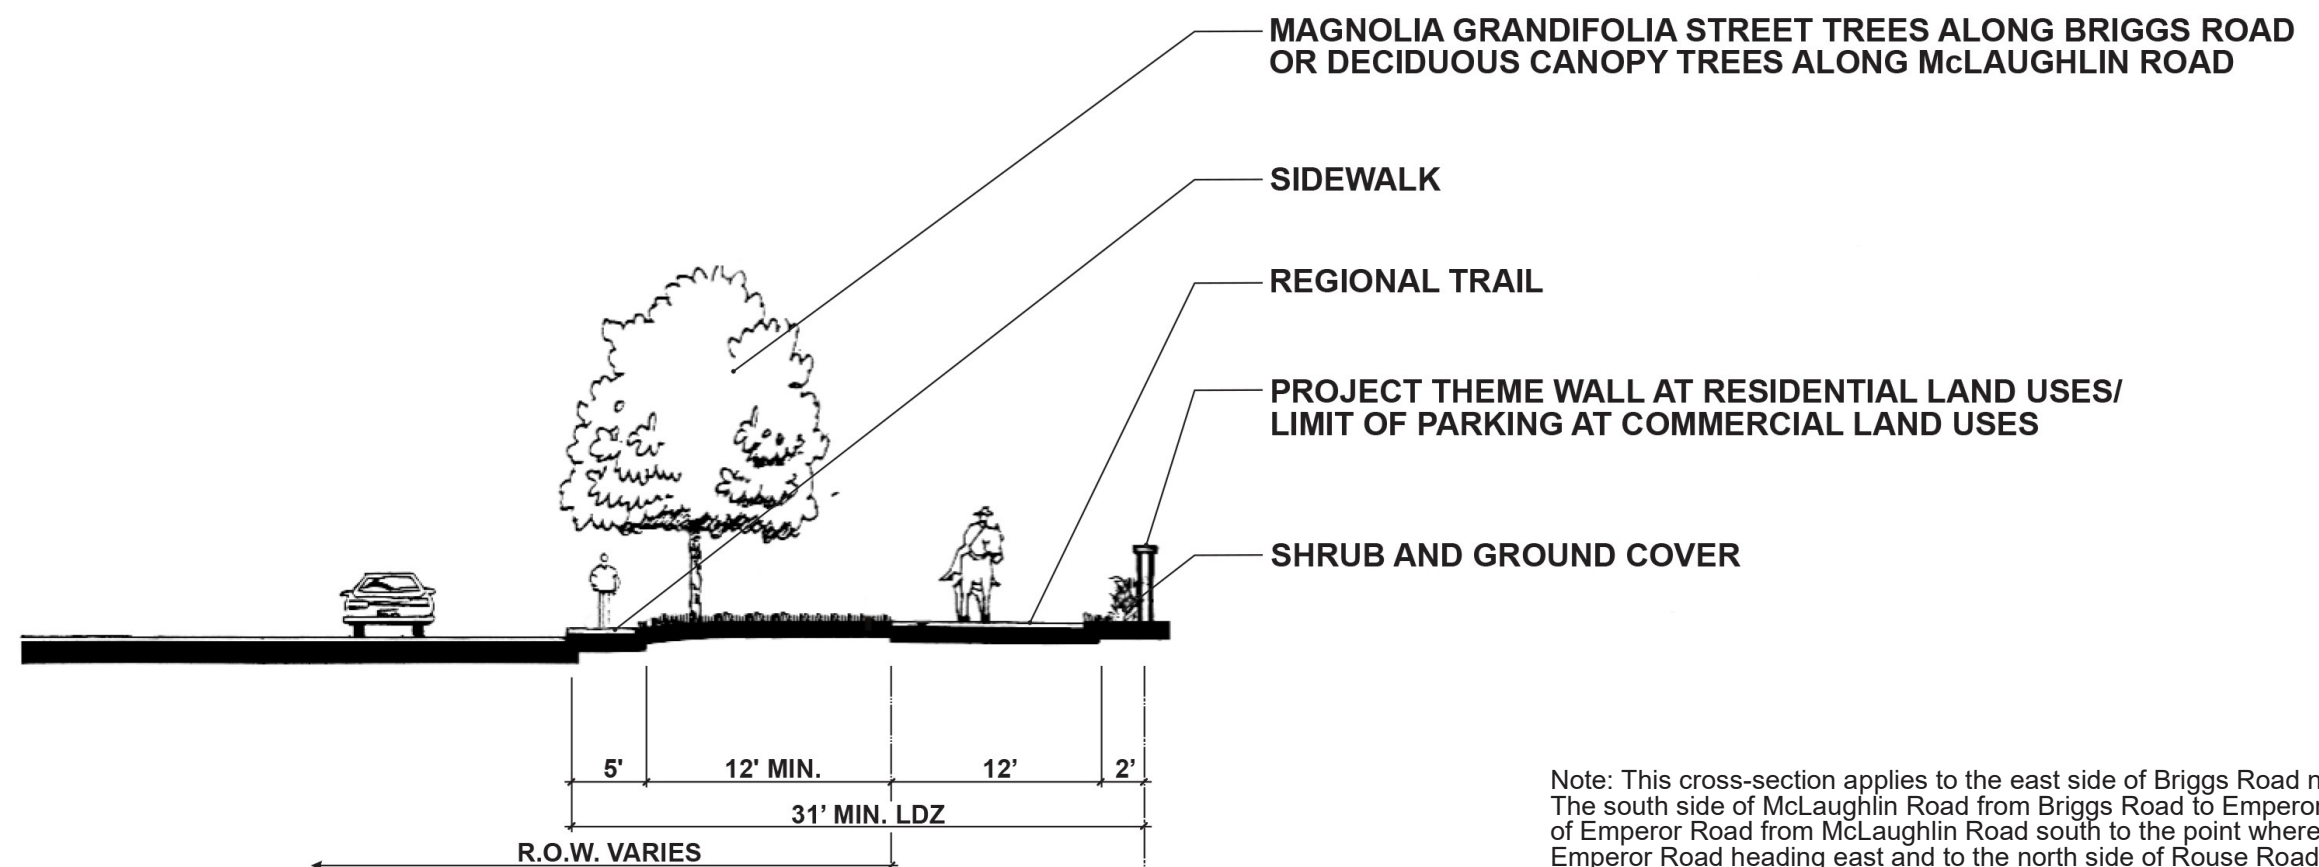 MAGNOLIA GRANDIFOLIA STREET TREES ALONG BRIGGS ROAD
OR DECIDUOUS CANOPY TREES ALONG McLAUGHLIN ROAD
SIDEWALK
REGIONAL TRAIL
PROJECT THEME WALL AT RESIDENTIAL LAND USES/
LIMIT OF PARKING AT COMMERCIAL LAND USES
SHRUB AND GROUND COVER
5' 12' MIN. 12’ 2’
31’ MIN. LDZ
R.O.W. VARIES
Note: This cross-section applies to the east side of Briggs Road
The south side of McLaughlin Road from Briggs Road to Emperor
of Emperor Road from McLaughlin Road south to the point where
Emperor Road heading east and to the north side of Rouse Road